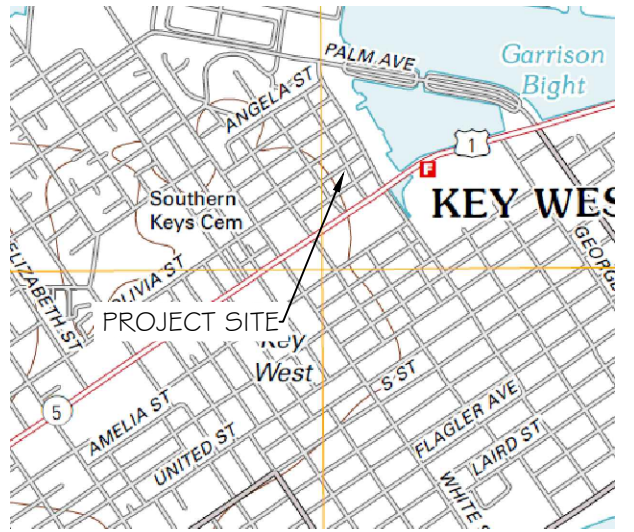 PALM AVE
Garrison
Bight
ANGELA ST
1
F
Southern
Keys Cem
KEY WES
GEORGE
ELIZABETH ST
OLIVIA ST
PROJECT SITE
Key
West
S ST
5
AMELIA ST
FLAGLER AVE
UNITED ST
LAIRD ST
WHITE S